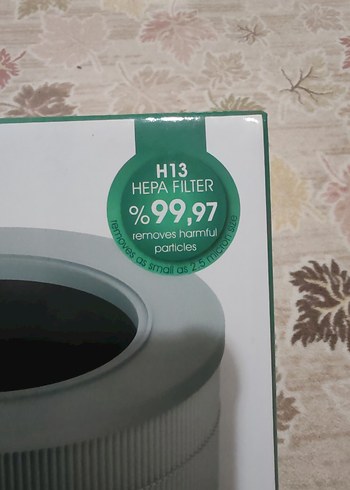 H13
HEPA FILTER
%99,97
removes harmful
particles
removes as small as 2,5 micron size